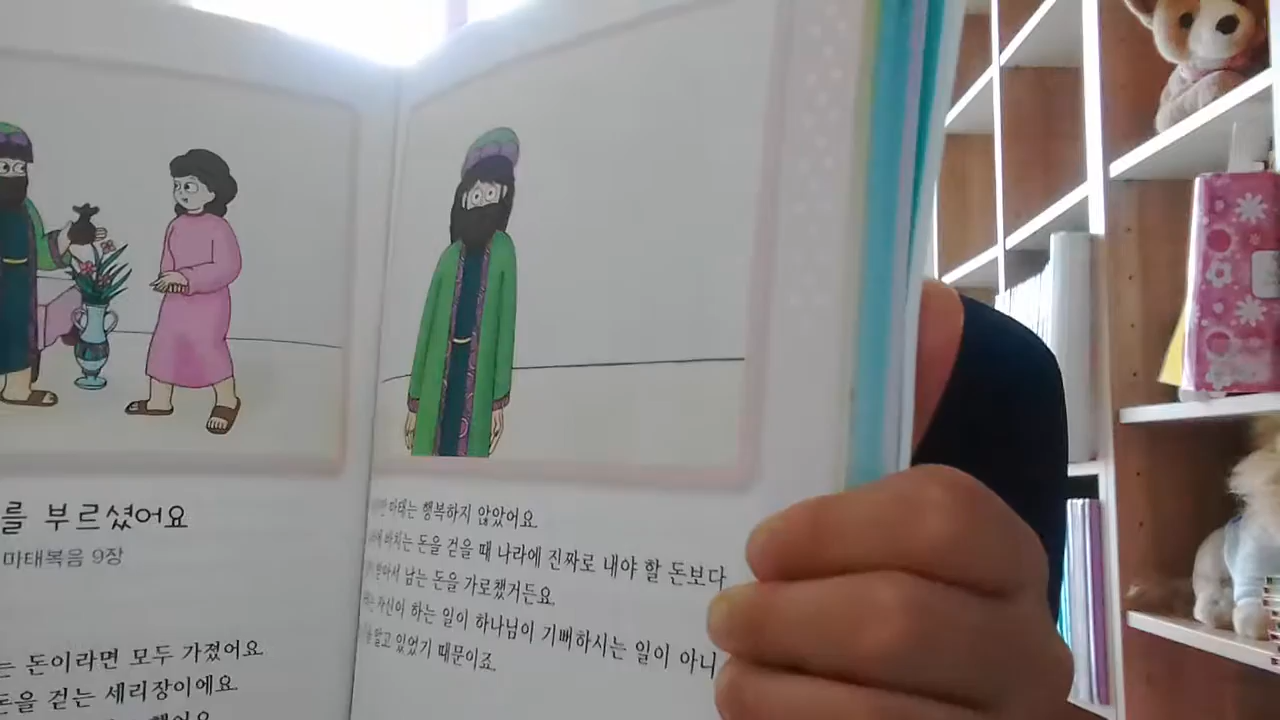 를 부르셨어요
마태복음 9장
는 돈이라면 모두 가졌어요
돈을 걷는 세리장이에요
마태는 행복하지 않았어요
바치는 돈을 걷을 때 나라에 진짜로 내야 할 돈보다
받아서 남는 돈을 가로챘거든요
자신이 하는 일이 하나님이 기뻐하시는 일이 아니
알고 있었기 때문이죠